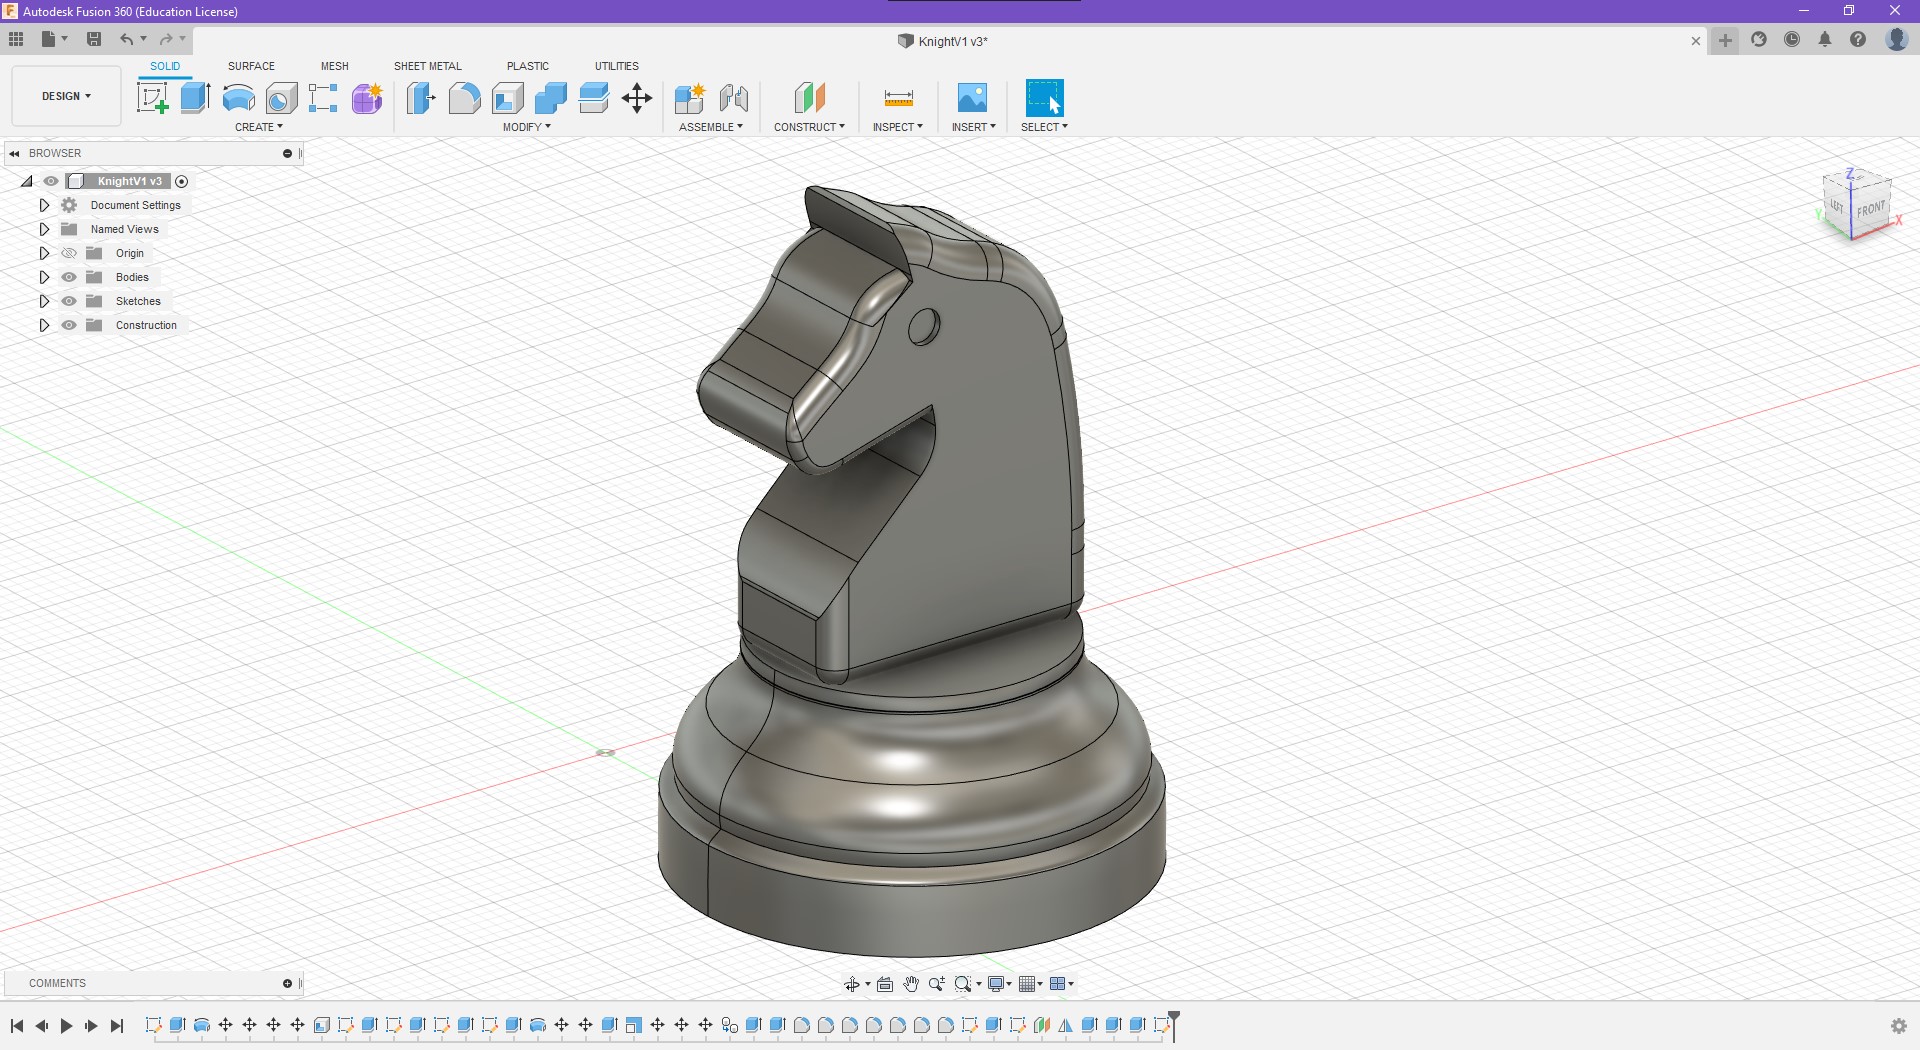 Autodesk Fusion 360 (Education License)
KnightV1 v3*
DESIGN
SOLID
SURFACE
MESH
SHEET METAL
PLASTIC
UTILITIES
CREATE
MODIFY
ASSEMBLE
CONSTRUCT
INSPECT
INSERT
SELECT
BROWSER
KnightV1 v3
Document Settings
Named Views
Origin
Bodies
Sketches
Construction
Z
LEFT
FRONT
Y
X
COMMENTS